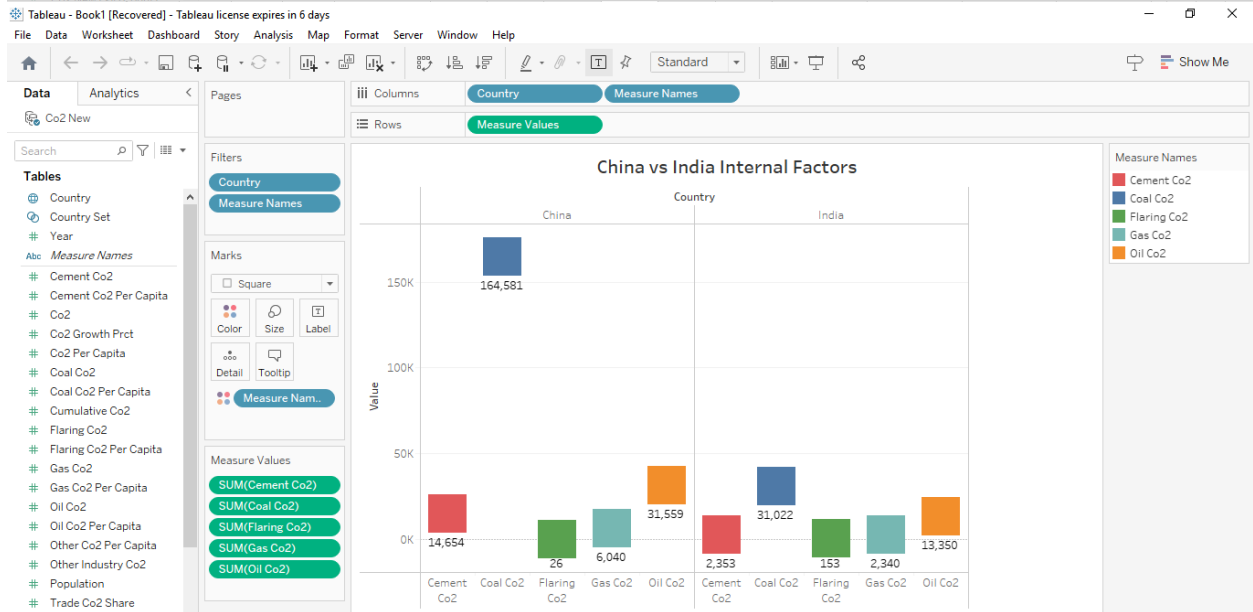 Tableau - Book1 [Recovered] - Tableau license expires in 6 days
File Data Worksheet Dashboard Story Analysis Map Format Server Window Help
Standard
Show Me
Data Analytics
Co2 New
Search
Tables
Country
Country Set
Year
Abc Measure Names
Cement Co2
Cement Co2 Per Capita
Co2
Co2 Growth Prct
Co2 Per Capita
Coal Co2
Coal Co2 Per Capita
Cumulative Co2
Flaring Co2
Flaring Co2 Per Capita
Gas Co2
Gas Co2 Per Capita
Oil Co2
Oil Co2 Per Capita
Other Co2 Per Capita
Other Industry Co2
Population
Trade Co2 Share
Pages
Filters
Country
Measure Names
Marks
Square
Color Size Label
Detail Tooltip
Measure Nam..
Measure Values
SUM(Cement Co2)
SUM(Coal Co2)
SUM(Flaring Co2)
SUM(Gas Co2)
SUM(Oil Co2)
Columns Country Measure Names
Rows Measure Values
China vs India Internal Factors
Country
China India
Value
150K
100K
50K
0K
164,581
14,654
26
6,040
31,559
2,353
31,022
153
2,340
13,350
Cement Co2 Coal Co2 Flaring Co2 Gas Co2 Oil Co2 Cement Co2 Coal Co2 Flaring Co2 Gas Co2 Oil Co2
Measure Names
Cement Co2
Coal Co2
Flaring Co2
Gas Co2
Oil Co2